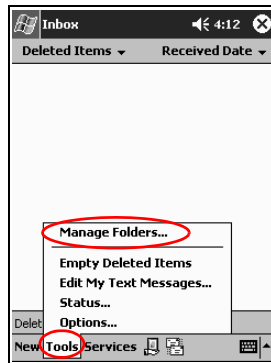 Inbox 4:12
Deleted Items Received Date
Manage Folders...
Empty Deleted Items
Edit My Text Messages...
Status...
Options...
Delet
New Tools Services